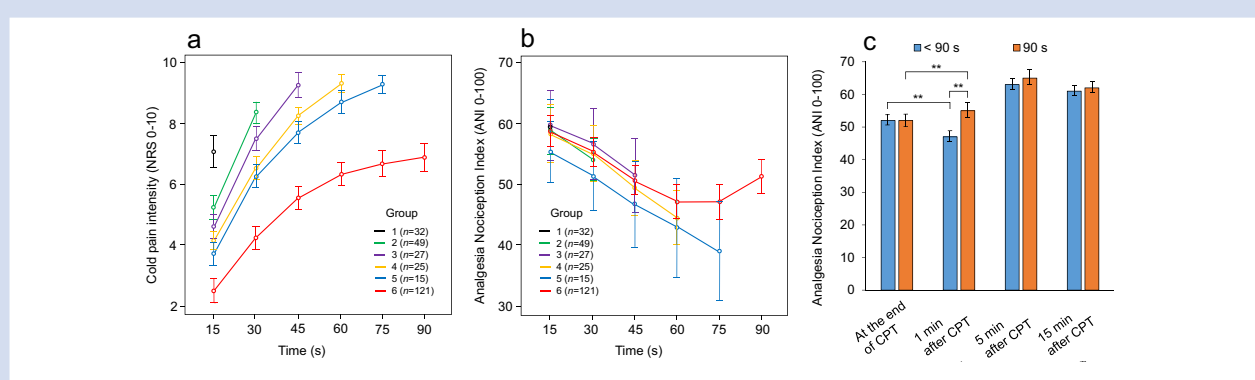 a
Cold pain intensity (NRS 0-10)
10
8
6
4
2
Group
1 (n=32)
2 (n=49)
3 (n=27)
4 (n=25)
5 (n=15)
6 (n=121)
15 30 45 60 75 90
Time (s)
b
Analgesia Nociception Index (ANI 0-100)
70
60
50
40
30
Group
1 (n=32)
2 (n=49)
3 (n=27)
4 (n=25)
5 (n=15)
6 (n=121)
15 30 45 60 75 90
Time (s)
c
< 90 s 90 s
Analgesia Nociception Index (ANI 0-100)
70
60
50
40
30
20
10
0
**
**
**
At the end
of CPT
1 min
after CPT
5 min
after CPT
15 min
after CPT